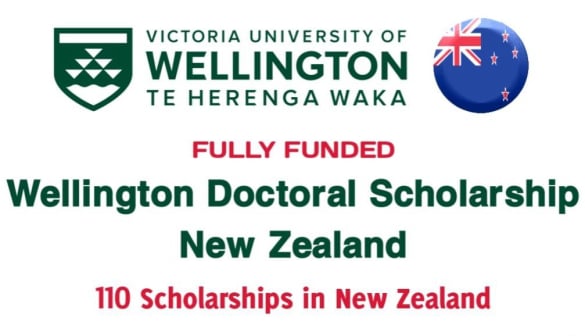 VICTORIA UNIVERSITY OF
WELLINGTON
TE HERENGA WAKA
FULLY FUNDED
Wellington Doctoral Scholarship
New Zealand
110 Scholarships in New Zealand